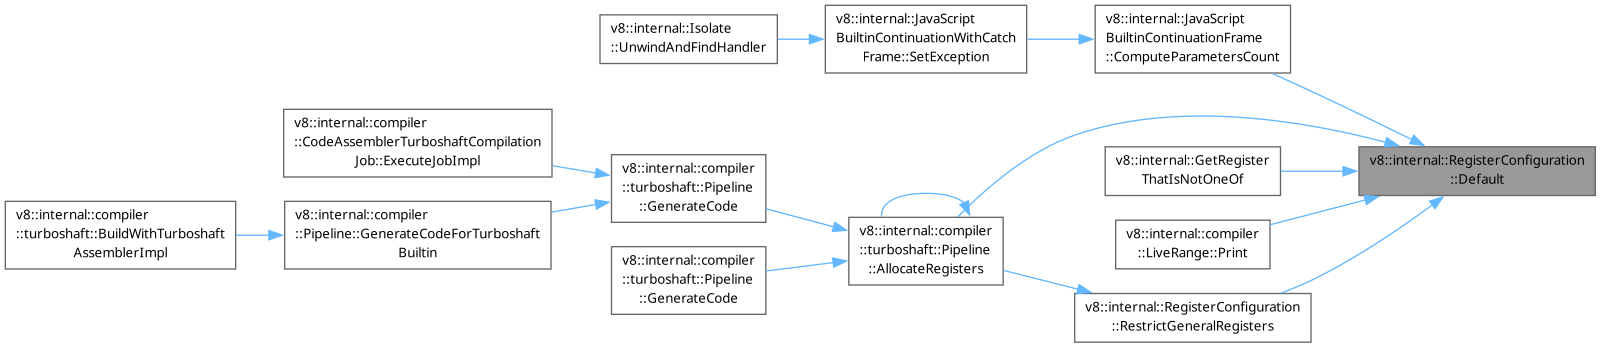 v8::internal::Isolate
::UnwindAndFindHandler
v8::internal::JavaScript
BuiltinContinuationWithCatch
Frame::SetException
v8::internal::JavaScript
BuiltinContinuationFrame
::ComputeParametersCount
v8::internal::compiler
::CodeAssemblerTurboshaftCompilation
Job::ExecuteJobImpl
v8::internal::compiler
::turboshaft::Pipeline
::GenerateCode
v8::internal::GetRegister
ThatIsNotOneOf
v8::internal::RegisterConfiguration
::Default
v8::internal::compiler
::turboshaft::BuildWithTurboshaft
AssemblerImpl
v8::internal::compiler
::Pipeline::GenerateCodeForTurboshaft
Builtin
v8::internal::compiler
::turboshaft::Pipeline
::AllocateRegisters
v8::internal::compiler
::LiveRange::Print
v8::internal::compiler
::turboshaft::Pipeline
::GenerateCode
v8::internal::RegisterConfiguration
::RestrictGeneralRegisters